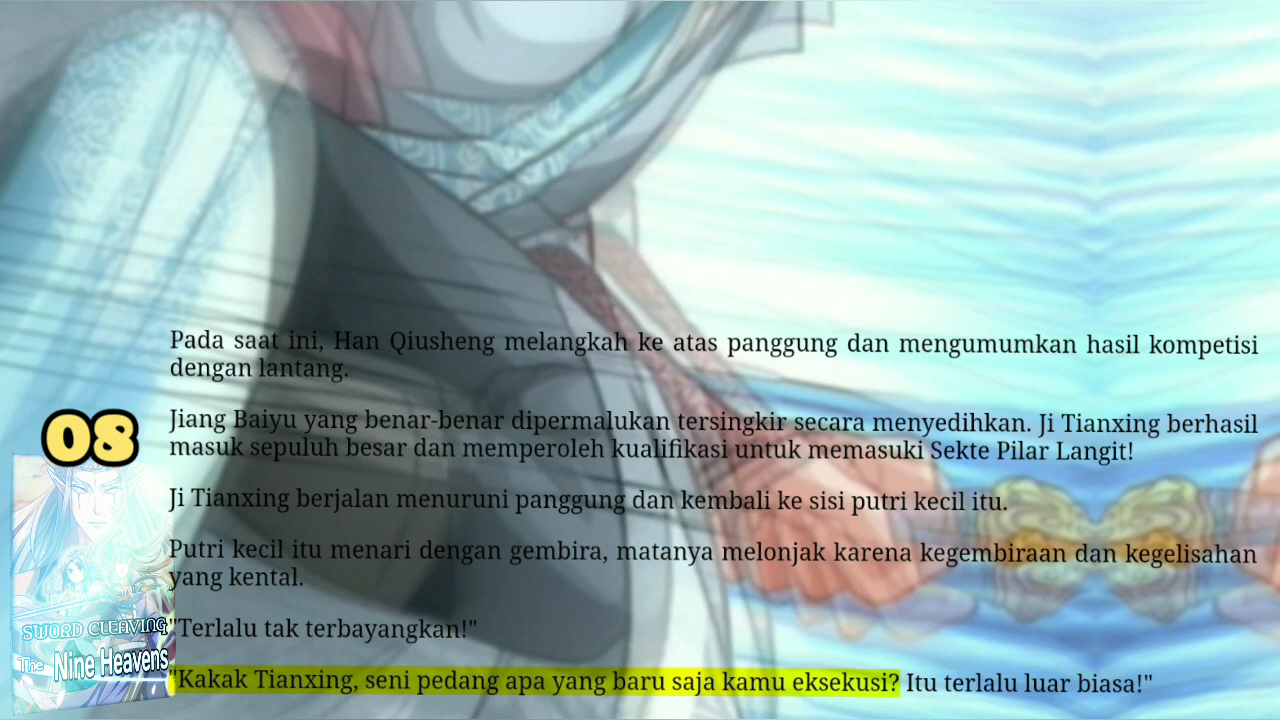 Pada saat ini, Han Qiusheng melangkah ke atas panggung dan mengumumkan hasil kompetisi
dengan lantang.
Jiang Baiyu yang benar-benar dipermalukan tersingkir secara menyedihkan. Ji Tianxing berhasil
masuk sepuluh besar dan memperoleh kualifikasi untuk memasuki Sekte Pilar Langit!
Ji Tianxing berjalan menuruni panggung dan kembali ke sisi putri kecil itu.
Putri kecil itu menari dengan gembira, matanya melonjak karena kegembiraan dan kegelisahan
yang kental.
"Terlalu tak terbayangkan!"
"Kakak Tianxing, seni pedang apa yang baru saja kamu eksekusi? Itu terlalu luar biasa!"
08
SWORD CLEAVING
The Nine Heavens